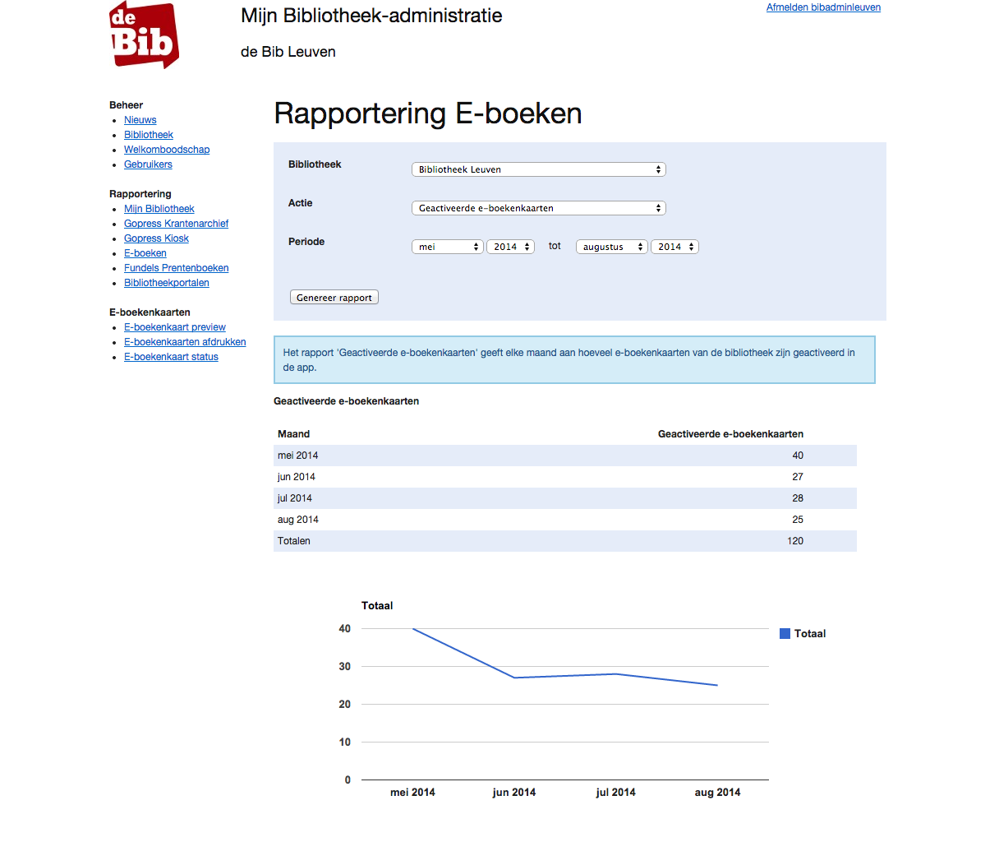 de
Bib
Mijn Bibliotheek-administratie
de Bib Leuven
Afmelden bibadminleuven
Beheer
Nieuws
Bibliotheek
Welkomboodschap
Gebruikers
Rapportering
Mijn Bibliotheek
Gopress Krantenarchief
Gopress Kiosk
E-boeken
Fundels Prentenboeken
Bibliotheekportalen
E-boekenkaarten
E-boekenkaart preview
E-boekenkaarten afdrukken
E-boekenkaart status
Rapportering E-boeken
Bibliotheek Bibliotheek Leuven
Actie Geactiveerde e-boekenkaarten
Periode mei 2014 tot augustus 2014
Genereer rapport
Het rapport 'Geactiveerde e-boekenkaarten' geeft elke maand aan hoeveel e-boekenkaarten van de bibliotheek zijn geactiveerd in
de app.
Geactiveerde e-boekenkaarten
Maand Geactiveerde e-boekenkaarten
mei 2014 40
jun 2014 27
jul 2014 28
aug 2014 25
Totalen 120
Totaal
40
30
20
10
0
mei 2014 jun 2014 jul 2014 aug 2014
Totaal